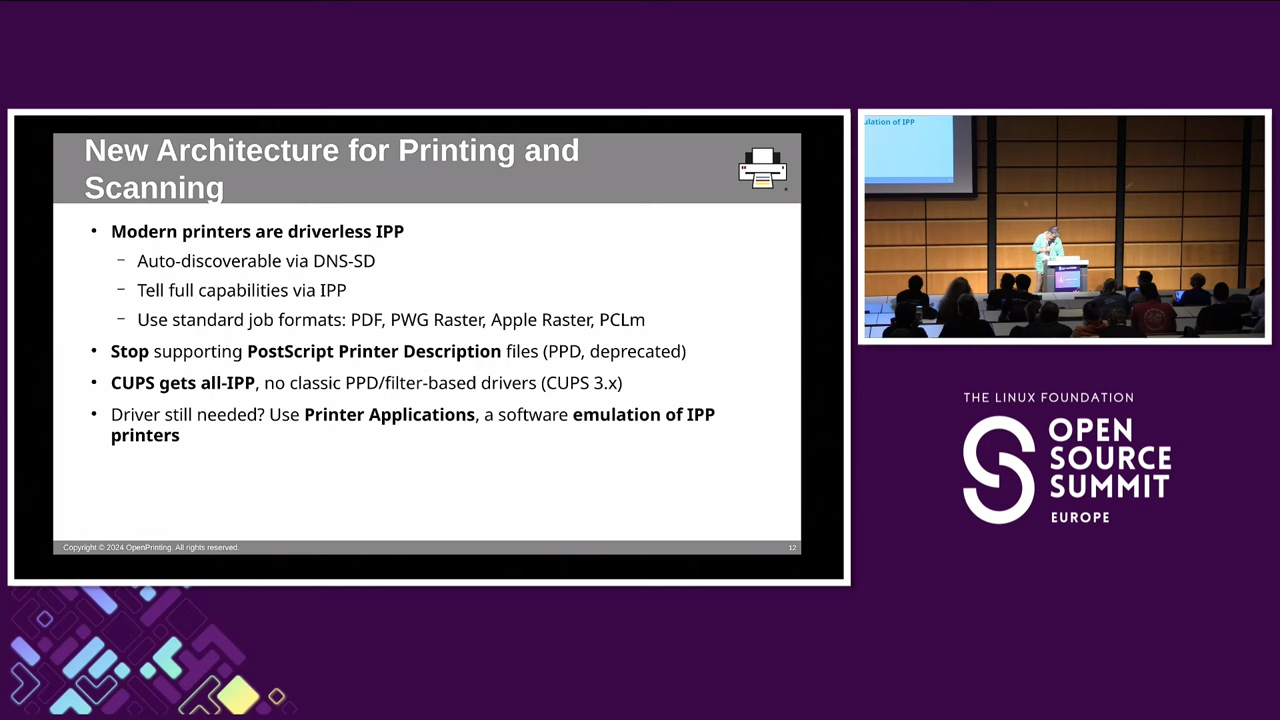 New Architecture for Printing and
Scanning
• Modern printers are driverless IPP
– Auto-discoverable via DNS-SD
– Tell full capabilities via IPP
– Use standard job formats: PDF, PWG Raster, Apple Raster, PCLm
• Stop supporting PostScript Printer Description files (PPD, deprecated)
• CUPS gets all-IPP, no classic PPD/filter-based drivers (CUPS 3.x)
• Driver still needed? Use Printer Applications, a software emulation of IPP
printers
Copyright © 2024 OpenPrinting. All rights reserved.
12
ulation of IPP
THE LINUX FOUNDATION
OPEN
SOURCE
SUMMIT
EUROPE